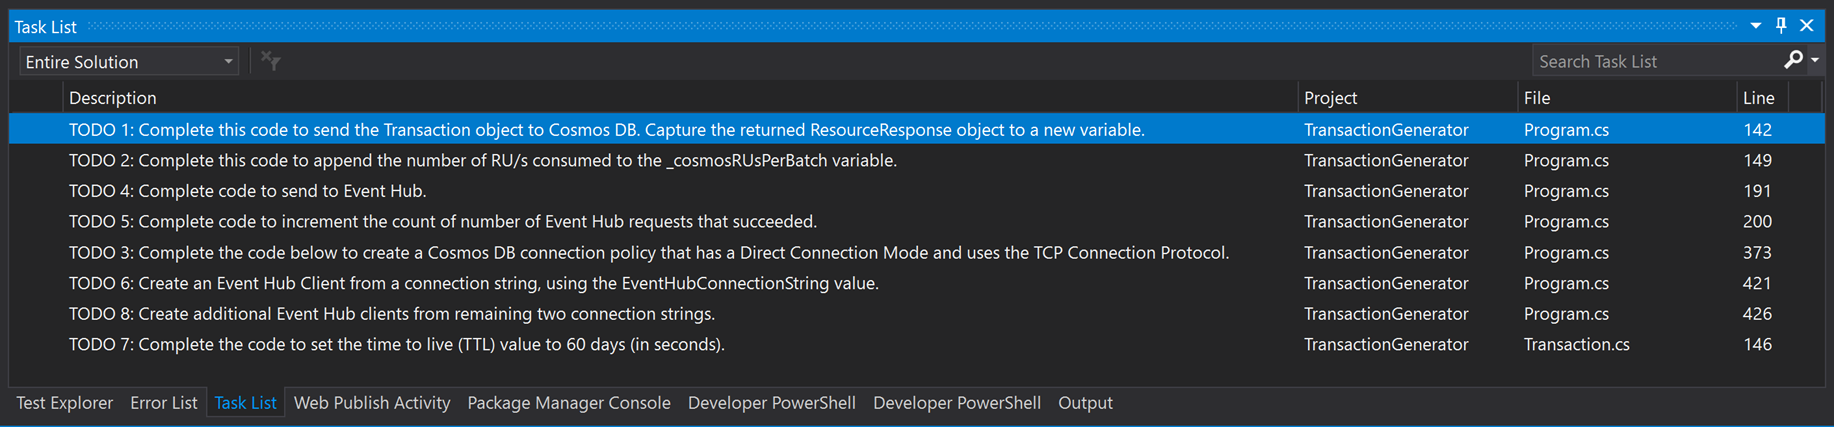 Task List
Entire Solution
Search Task List
Description Project File Line
TODO 1: Complete this code to send the Transaction object to Cosmos DB. Capture the returned ResourceResponse object to a new variable. TransactionGenerator Program.cs 142
TODO 2: Complete this code to append the number of RU/s consumed to the _cosmosRUsPerBatch variable. TransactionGenerator Program.cs 149
TODO 4: Complete code to send to Event Hub. TransactionGenerator Program.cs 191
TODO 5: Complete code to increment the count of number of Event Hub requests that succeeded. TransactionGenerator Program.cs 200
TODO 3: Complete the code below to create a Cosmos DB connection policy that has a Direct Connection Mode and uses the TCP Connection Protocol. TransactionGenerator Program.cs 373
TODO 6: Create an Event Hub Client from a connection string, using the EventHubConnectionString value. TransactionGenerator Program.cs 421
TODO 8: Create additional Event Hub clients from remaining two connection strings. TransactionGenerator Program.cs 426
TODO 7: Complete the code to set the time to live (TTL) value to 60 days (in seconds). TransactionGenerator Transaction.cs 146
Test Explorer Error List Task List Web Publish Activity Package Manager Console Developer PowerShell Developer PowerShell Output